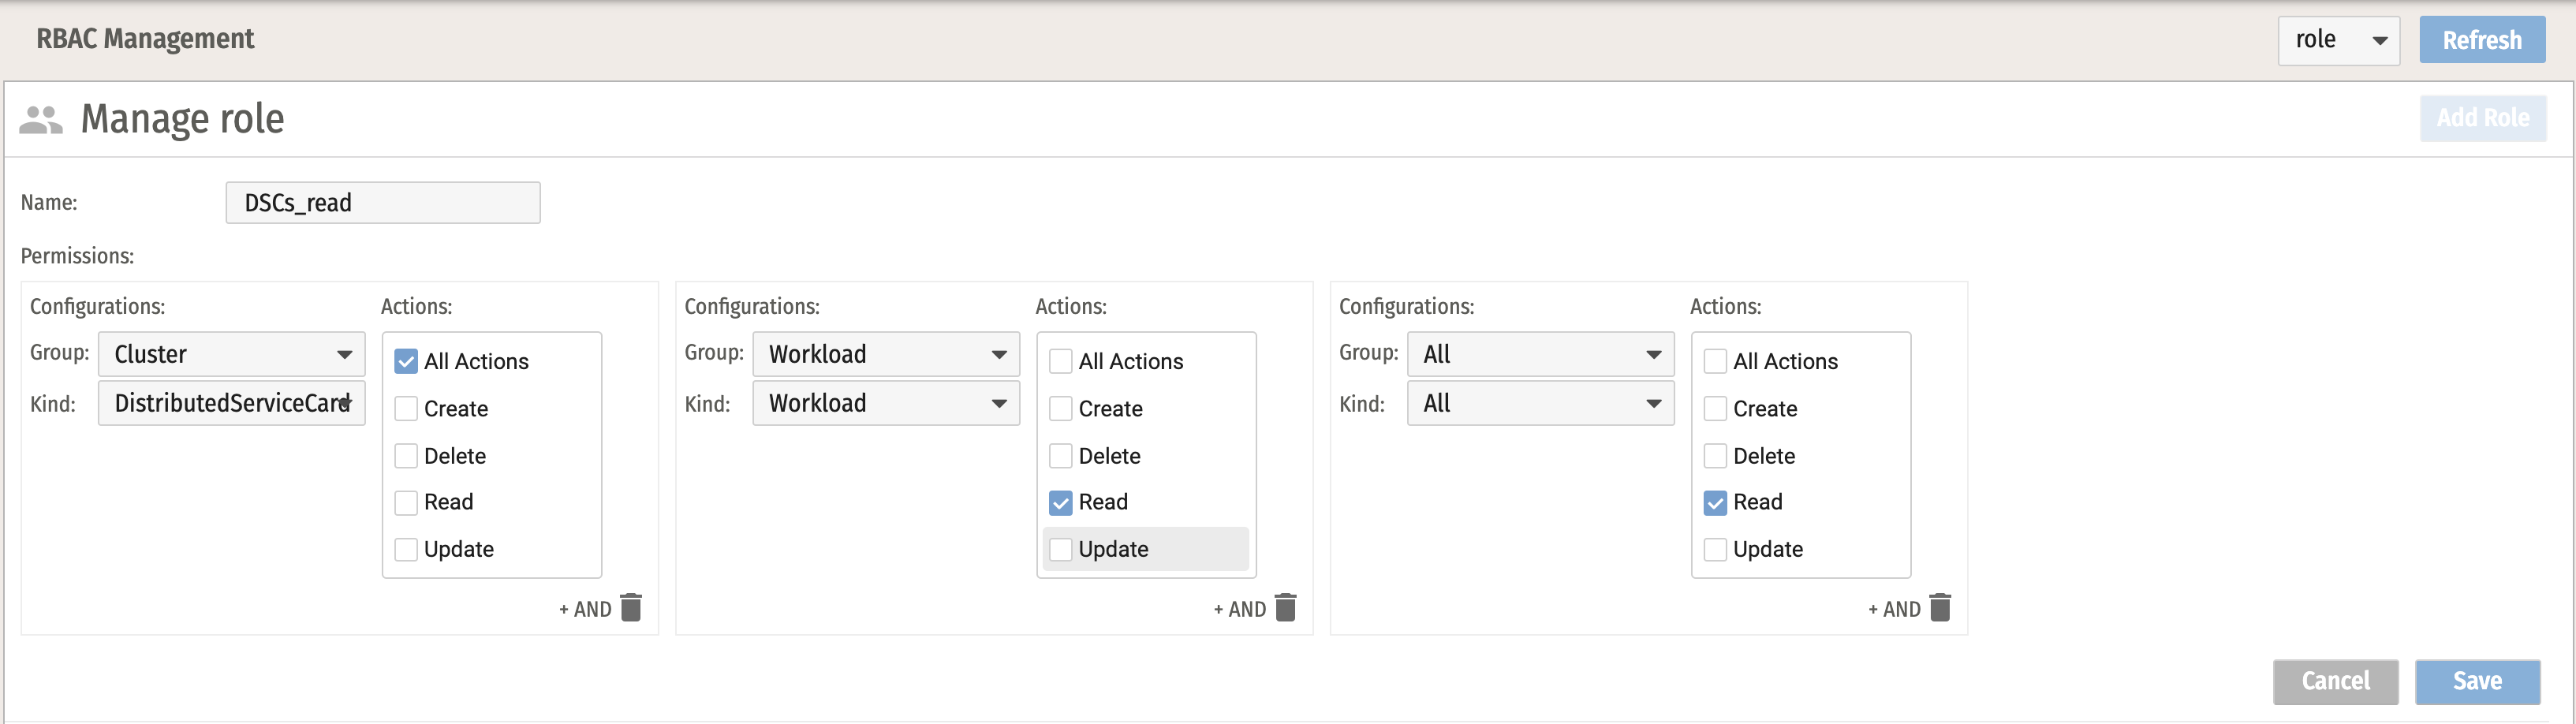 RBAC Management
role
Refresh
Manage role
Add Role
Name:
DSCs_read
Permissions:
Configurations:
Actions:
Group:
Cluster
Kind:
DistributedServiceCard
All Actions
Create
Delete
Read
Update
+ AND
Configurations:
Actions:
Group:
Workload
Kind:
Workload
All Actions
Create
Delete
Read
Update
+ AND
Configurations:
Actions:
Group:
All
Kind:
All
All Actions
Create
Delete
Read
Update
+ AND
Cancel
Save